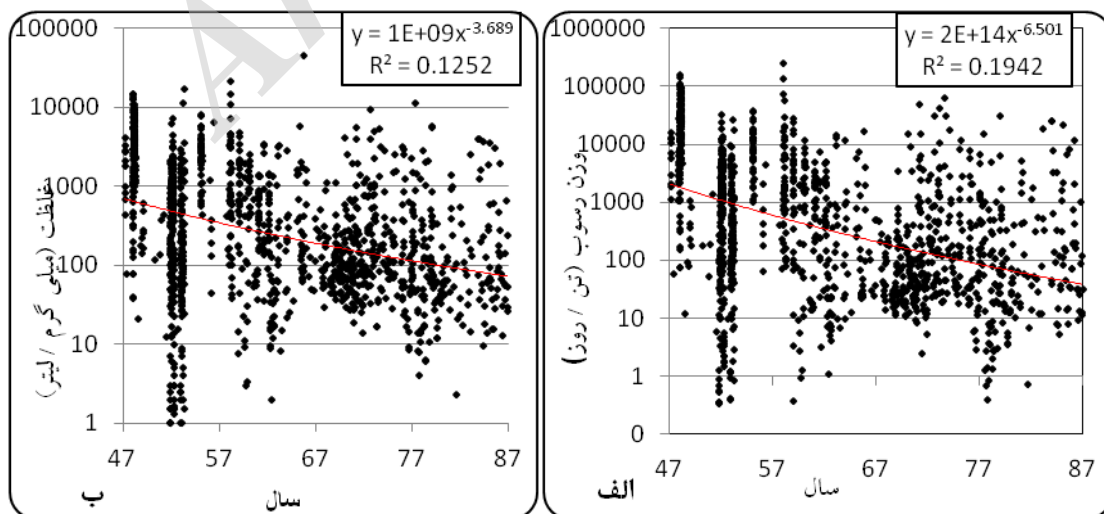 y = 2E+14x^-6.501
R² = 0.1942
1000000
100000
10000
1000
100
10
1
0
وزن رسوب (تن / روز)
47 57 67 77 87
سال
الف
y = 1E+09x^-3.689
R² = 0.1252
100000
10000
1000
100
10
1
غلظت (میلی گرم / لیتر)
47 57 67 77 87
سال
ب